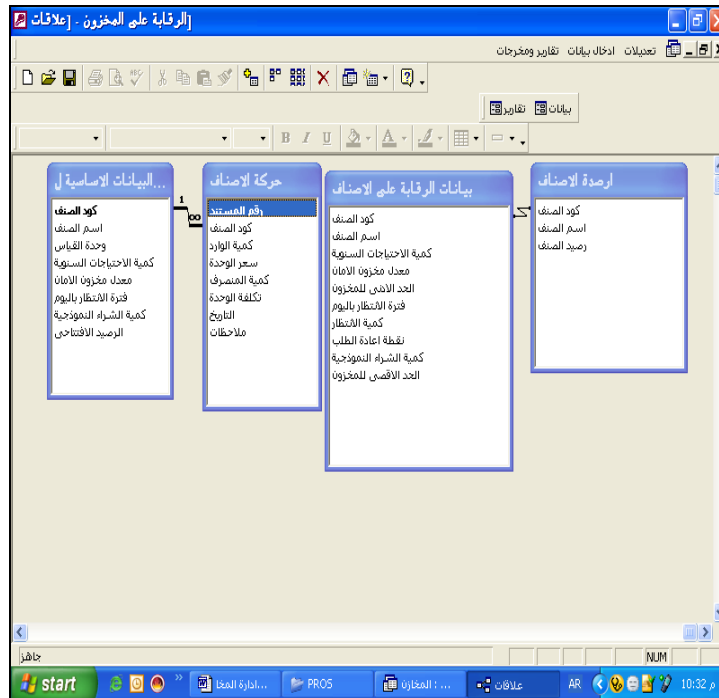 [الرقابة على المخزون - [علاقات
تعديلات ادخال بيانات تقارير ومخرجات
بيانات تقارير
B I U A
ارصدة الاصناف
كود الصنف
اسم الصنف
رصيد الصنف
بيانات الرقابة على الاصناف
كود الصنف
اسم الصنف
كمية الاحتياجات السنوية
معدل مخزون الامان
الحد الادنى للمخزون
فترة الانتظار باليوم
كمية الانتظار
نقطة اعادة الطلب
كمية الشراء النموذجية
الحد الاقصى للمخزون
حركة الاصناف
رقم المستند
كود الصنف
كمية الوارد
سعر الوحدة
كمية المنصرف
تكلفة الوحدة
التاريخ
ملاحظات
1
∞
البيانات الاساسية ل...
كود الصنف
اسم الصنف
وحدة القياس
كمية الاحتياجات السنوية
معدل مخزون الامان
فترة الانتظار باليوم
كمية الشراء النموذجية
الرصيد الافتتاحى
جاهز
NUM
start
ادارة المخا...
PRO5
المخازن : ...
علاقات
AR
10:32 م